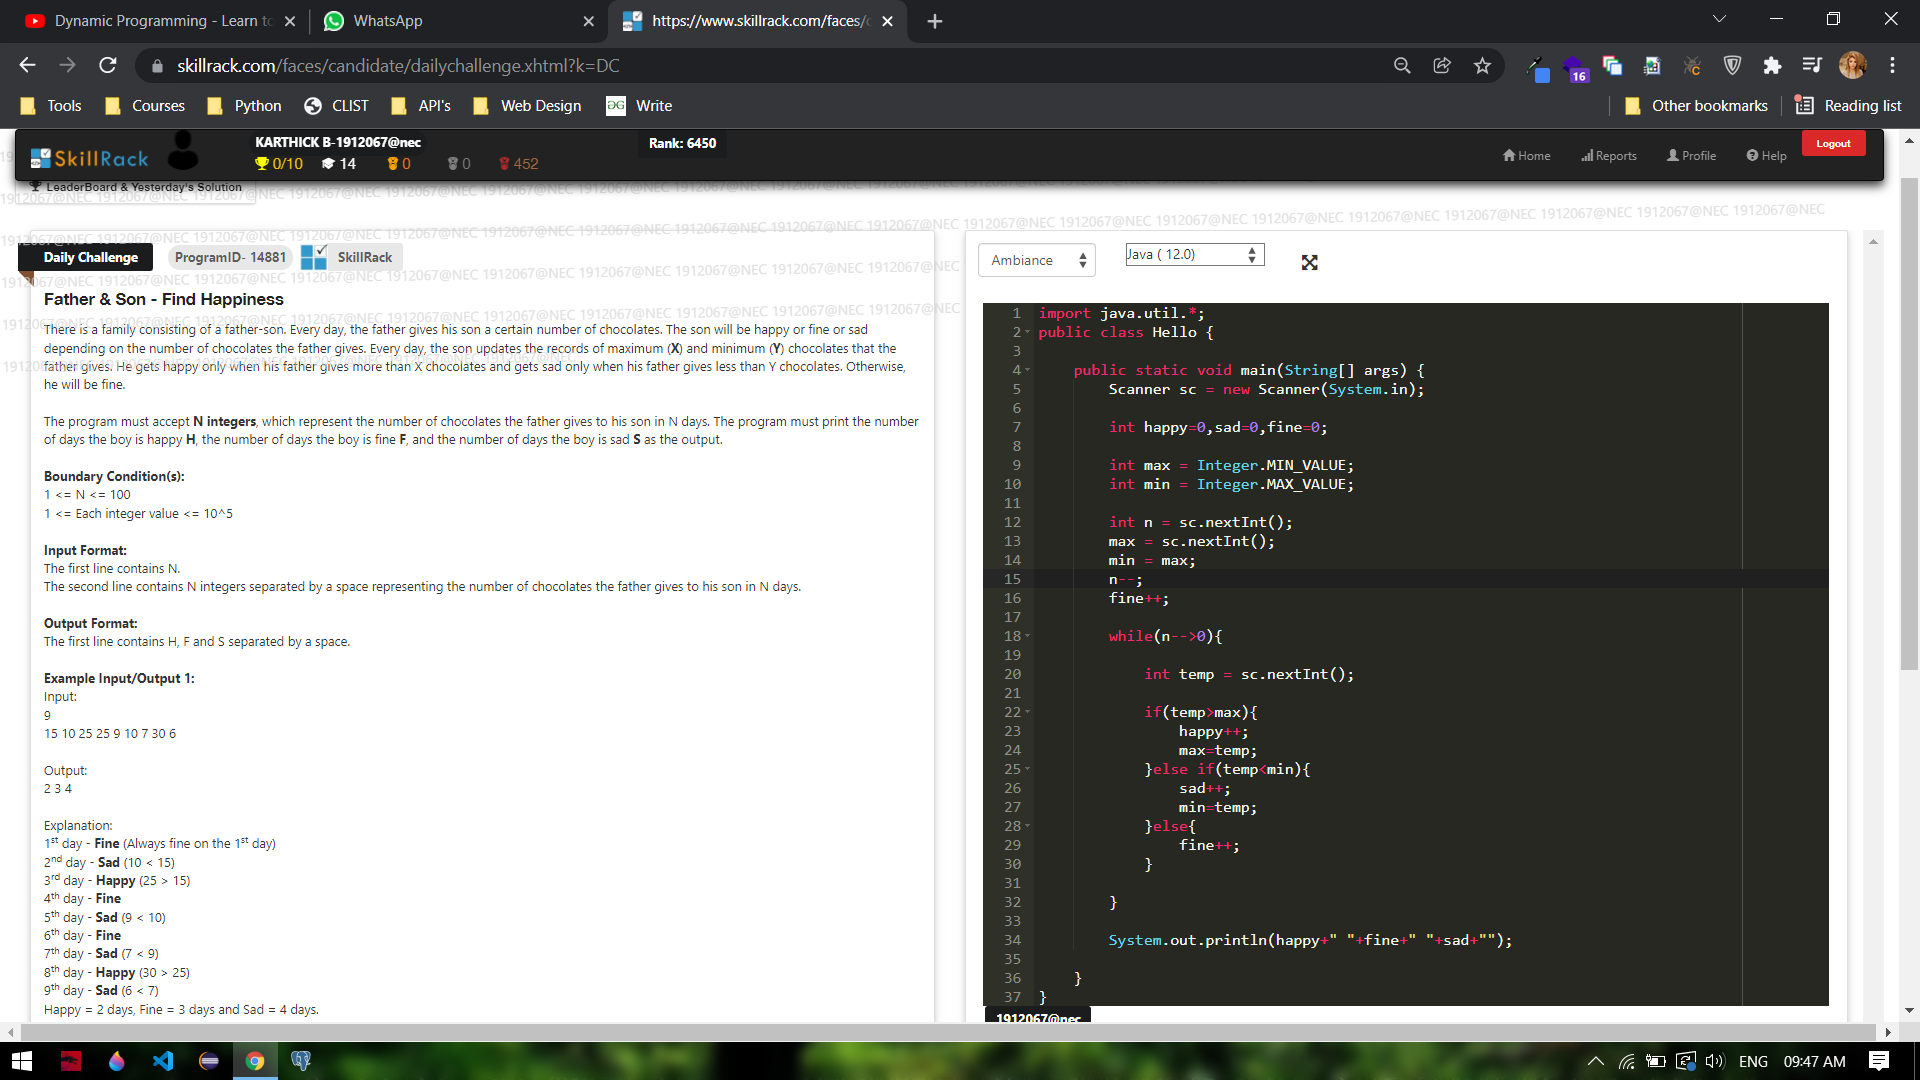 Dynamic Programming - Learn to
WhatsApp
https://www.skillrack.com/faces/c
skillrack.com/faces/candidate/dailychallenge.xhtml?k=DC
16
Tools
Courses
Python
CLIST
API's
Web Design
Write
Other bookmarks
Reading list
SkillRack
KARTHICK B-1912067@nec
0/10 14 0 0 452
Rank: 6450
Home
Reports
Profile
Help
Logout
LeaderBoard & Yesterday's Solution
Daily Challenge
ProgramID- 14881
SkillRack
Father & Son - Find Happiness
There is a family consisting of a father-son. Every day, the father gives his son a certain number of chocolates. The son will be happy or fine or sad
depending on the number of chocolates the father gives. Every day, the son updates the records of maximum (X) and minimum (Y) chocolates that the
father gives. He gets happy only when his father gives more than X chocolates and gets sad only when his father gives less than Y chocolates. Otherwise,
he will be fine.
The program must accept N integers, which represent the number of chocolates the father gives to his son in N days. The program must print the number
of days the boy is happy H, the number of days the boy is fine F, and the number of days the boy is sad S as the output.
Boundary Condition(s):
1 <= N <= 100
1 <= Each integer value <= 10^5
Input Format:
The first line contains N.
The second line contains N integers separated by a space representing the number of chocolates the father gives to his son in N days.
Output Format:
The first line contains H, F and S separated by a space.
Example Input/Output 1:
Input:
9
15 10 25 25 9 10 7 30 6
Output:
2 3 4
Explanation:
1st day - Fine (Always fine on the 1st day)
2nd day - Sad (10 < 15)
3rd day - Happy (25 > 15)
4th day - Fine
5th day - Sad (9 < 10)
6th day - Fine
7th day - Sad (7 < 9)
8th day - Happy (30 > 25)
9th day - Sad (6 < 7)
Happy = 2 days, Fine = 3 days and Sad = 4 days.
Ambiance
Java ( 12.0)
1 import java.util.*;
2 public class Hello {
3
4 public static void main(String[] args) {
5 Scanner sc = new Scanner(System.in);
6
7 int happy=0,sad=0,fine=0;
8
9 int max = Integer.MIN_VALUE;
10 int min = Integer.MAX_VALUE;
11
12 int n = sc.nextInt();
13 max = sc.nextInt();
14 min = max;
15 n--;
16 fine++;
17
18 while(n-->0){
19
20 int temp = sc.nextInt();
21
22 if(temp>max){
23 happy++;
24 max=temp;
25 }else if(temp<min){
26 sad++;
27 min=temp;
28 }else{
29 fine++;
30 }
31
32 }
33
34 System.out.println(happy+" "+fine+" "+sad+"");
35
36 }
37 }
1912067@nec
ENG
09:47 AM